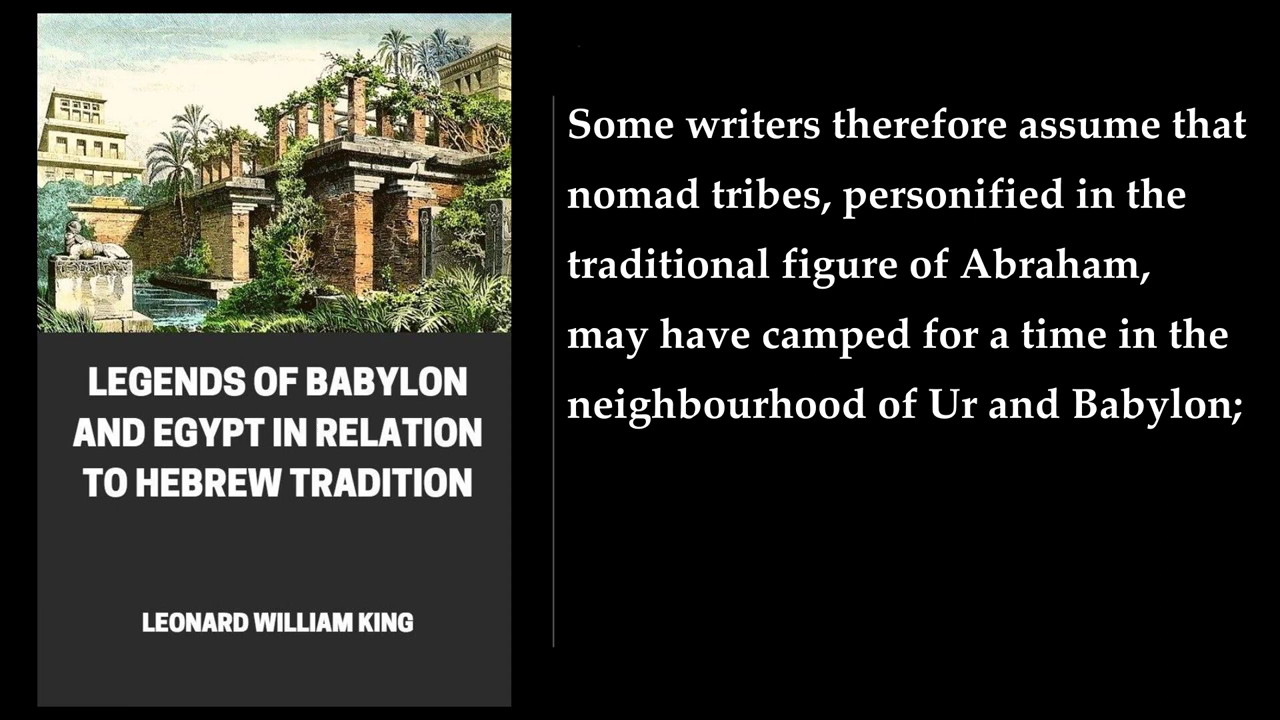 LEGENDS OF BABYLON
AND EGYPT IN RELATION
TO HEBREW TRADITION
LEONARD WILLIAM KING
Some writers therefore assume that
nomad tribes, personified in the
traditional figure of Abraham,
may have camped for a time in the
neighbourhood of Ur and Babylon;